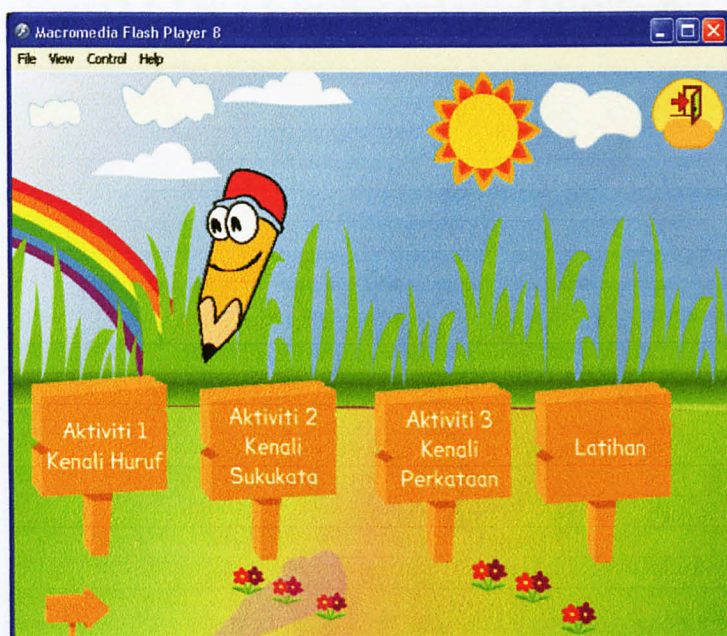 Macromedia Flash Player 8
File View Control Help
Aktiviti 1
Kenali Huruf
Aktiviti 2
Kenali
Sukukata
Aktiviti 3
Kenali
Perkataan
Latihan